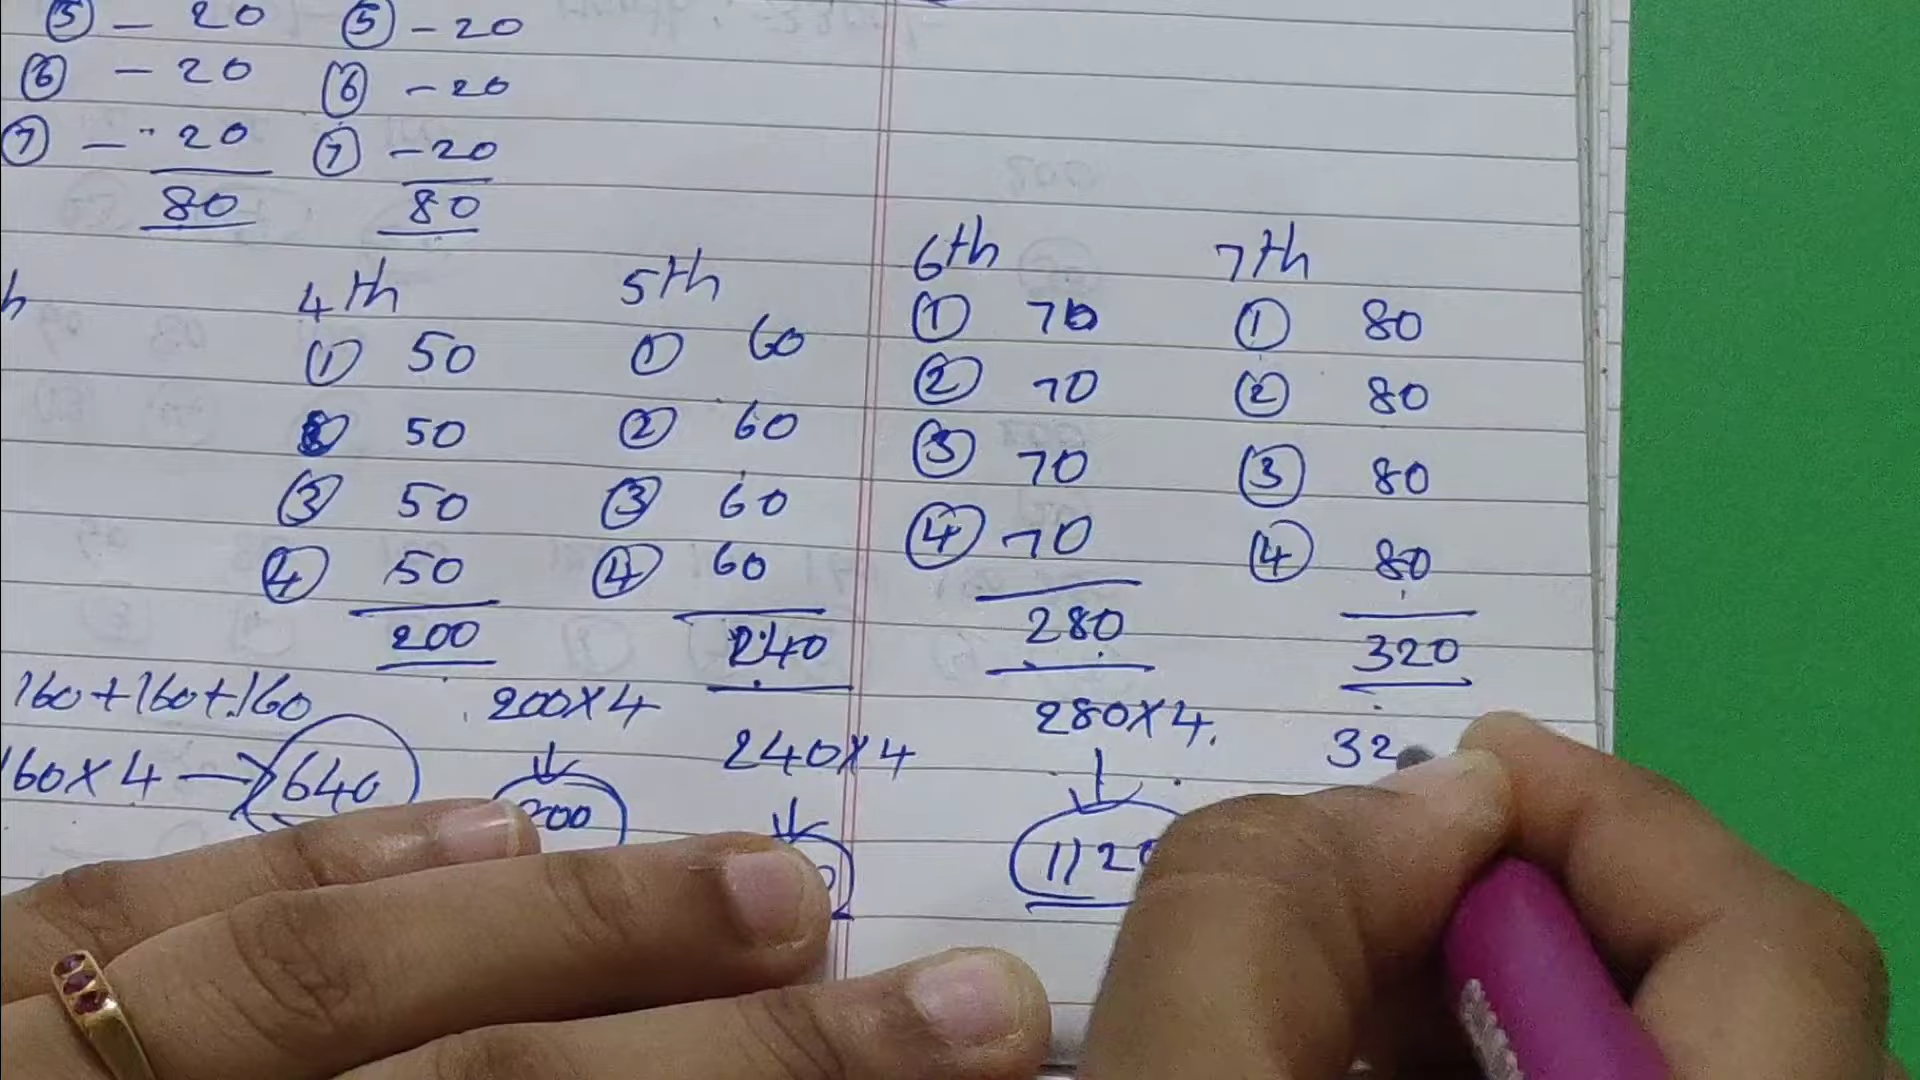 ⑤ - 20 ⑤ - 20
⑥ - 20 ⑥ - 20
⑦ - 20 ⑦ - 20
80 80
h 4th 5th 6th 7th
① 50 ① 60 ① 70 ① 80
50 ② 60 ② 70 ② 80
③ 50 ③ 60 ③ 70 ③ 80
④ 50 ④ 60 ④ 70 ④ 80
200 240 280 320
160+160+160 200×4 240×4 280×4 32
160×4 → 640 1120